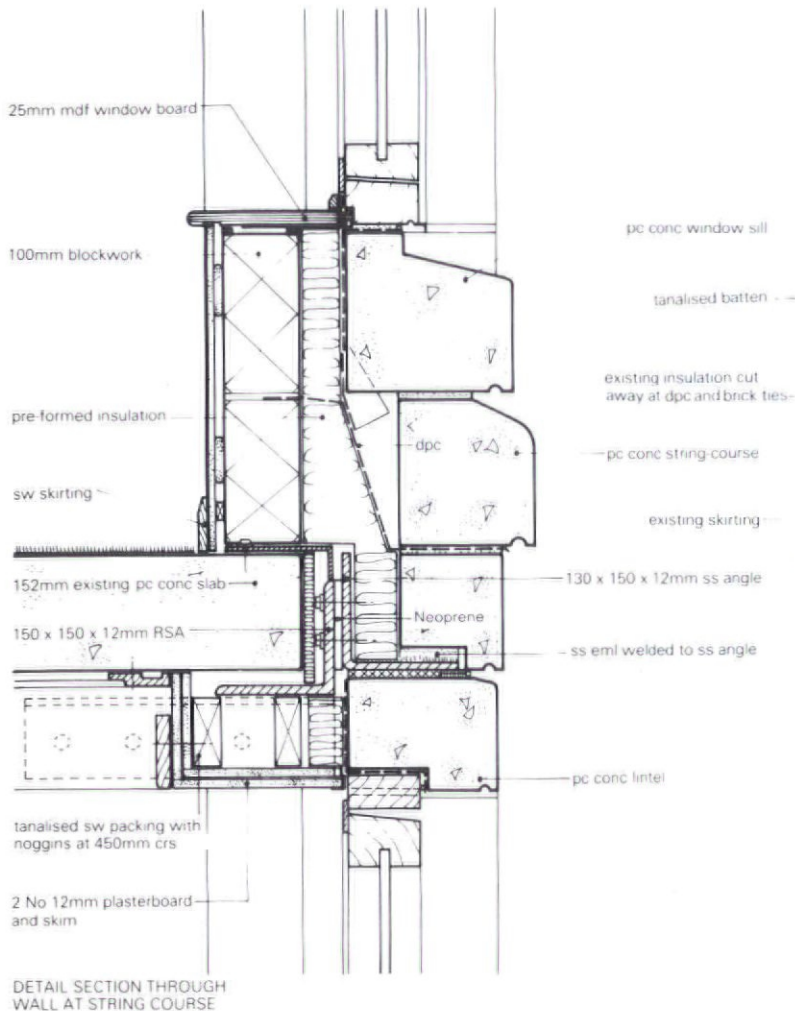 25mm mdf window board
100mm blockwork
pre-formed insulation
sw skirting
152mm existing pc conc slab
150 x 150 x 12mm RSA
tanalised sw packing with
noggins at 450mm crs
2 No 12mm plasterboard
and skim
DETAIL SECTION THROUGH
WALL AT STRING COURSE
dpc
Neoprene
pc conc window sill
tanalised batten
existing insulation cut
away at dpc and brick ties
pc conc string-course
existing skirting
130 x 150 x 12mm ss angle
ss eml welded to ss angle
pc conc lintel